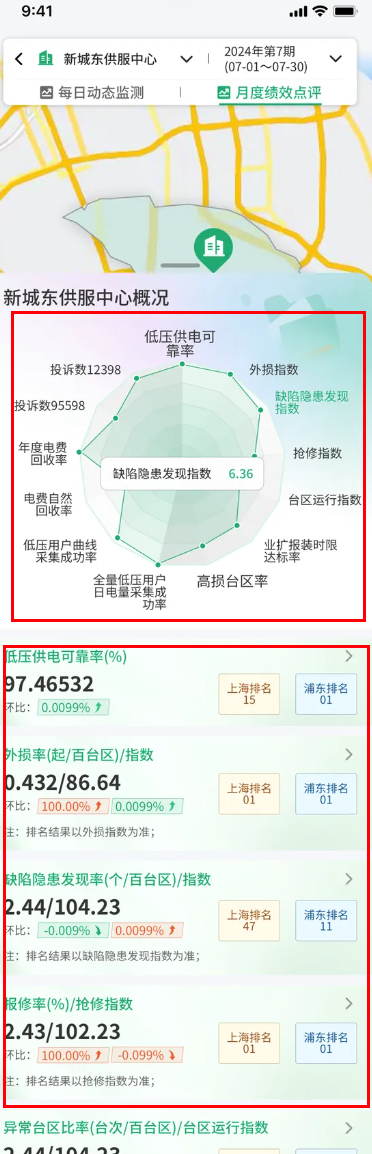 9:41
新城东供服中心
2024年第7期
(07-01～07-30)
每日动态监测
月度绩效点评
新城东供服中心概况
低压供电可
靠率
投诉数12398
外损指数
缺陷隐患发现
指数
投诉数95598
年度电费
回收率
抢修指数
缺陷隐患发现指数 6.36
电费自然
回收率
台区运行指数
低压用户曲线
采集成功率
业扩报装时限
达标率
全量低压用户
日电量采集成
功率
高损台区率
低压供电可靠率(%)
97.46532
环比: 0.0099%
上海排名
15
浦东排名
01
外损率(起/百台区)/指数
0.432/86.64
环比: 100.00% 0.0099%
上海排名
01
浦东排名
01
注: 排名结果以外损指数为准;
缺陷隐患发现率(个/百台区)/指数
2.44/104.23
环比: -0.009% 0.0099%
上海排名
47
浦东排名
11
注: 排名结果以缺陷隐患发现指数为准;
报修率(%)/抢修指数
2.43/102.23
环比: 100.00% -0.099%
上海排名
01
浦东排名
01
注: 排名结果以抢修指数为准;
异常台区比率(台次/百台区)/台区运行指数